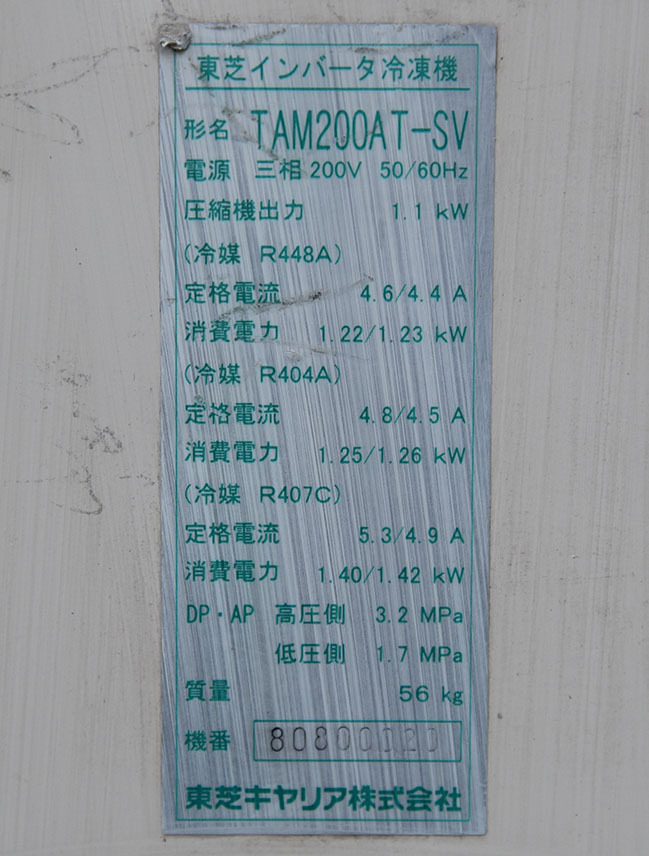 東芝インバータ冷凍機
形名 TAM200AT-SV
電源 三相200V 50/60Hz
圧縮機出力 1.1 kW
(冷媒 R448A)
定格電流 4.6/4.4 A
消費電力 1.22/1.23 kW
(冷媒 R404A)
定格電流 4.8/4.5 A
消費電力 1.25/1.26 kW
(冷媒 R407C)
定格電流 5.3/4.9 A
消費電力 1.40/1.42 kW
DP・AP 高圧側 3.2 MPa
低圧側 1.7 MPa
質量 56 kg
機番 80800020
東芝キヤリア株式会社